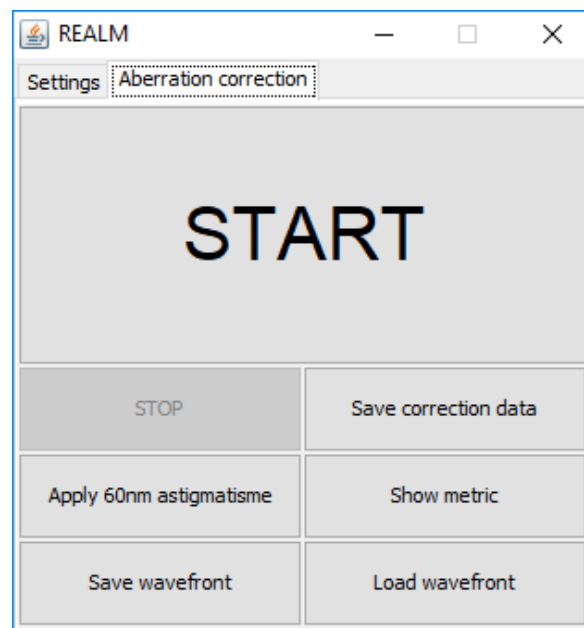 REALM
Settings Aberration correction
START
STOP Save correction data
Apply 60nm astigmatisme Show metric
Save wavefront Load wavefront